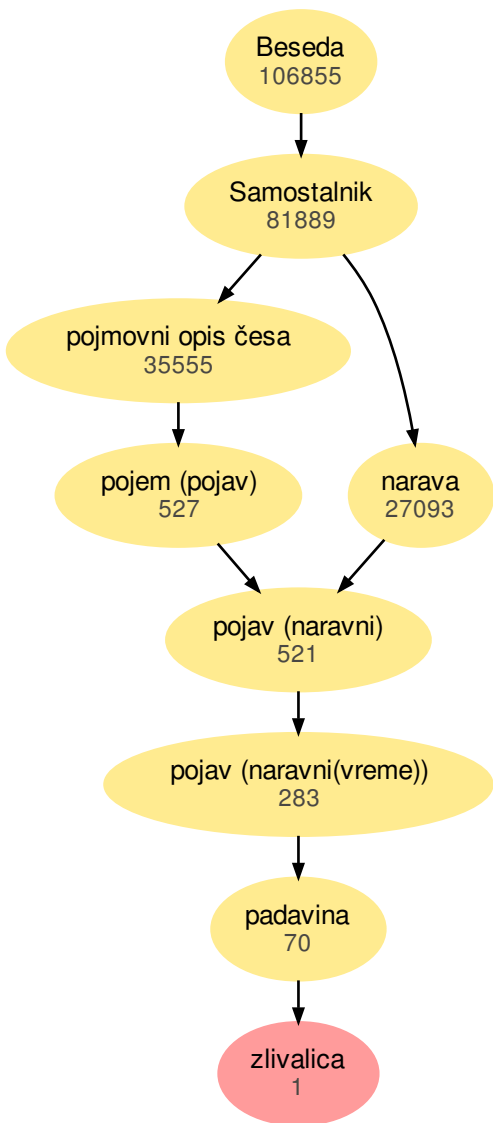 Beseda
106855
Samostalnik
81889
pojmovni opis česa
35555
pojem (pojav)
527
narava
27093
pojav (naravni)
521
pojav (naravni(vreme))
283
padavina
70
zlivalica
1